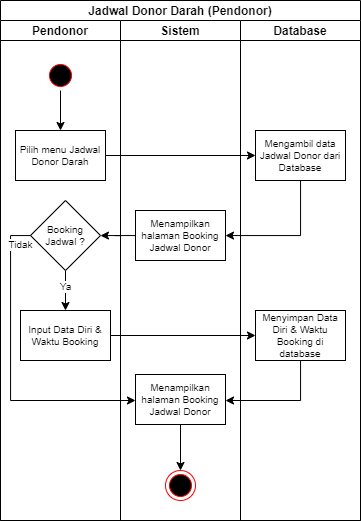 Jadwal Donor Darah (Pendonor)
Pendonor
Sistem
Database
Pilih menu Jadwal
Donor Darah
Mengambil data
Jadwal Donor dari
Database
Menampilkan
halaman Booking
Jadwal Donor
Booking
Jadwal ?
Tidak
Ya
Input Data Diri &
Waktu Booking
Menyimpan Data
Diri & Waktu
Booking di
database
Menampilkan
halaman Booking
Jadwal Donor